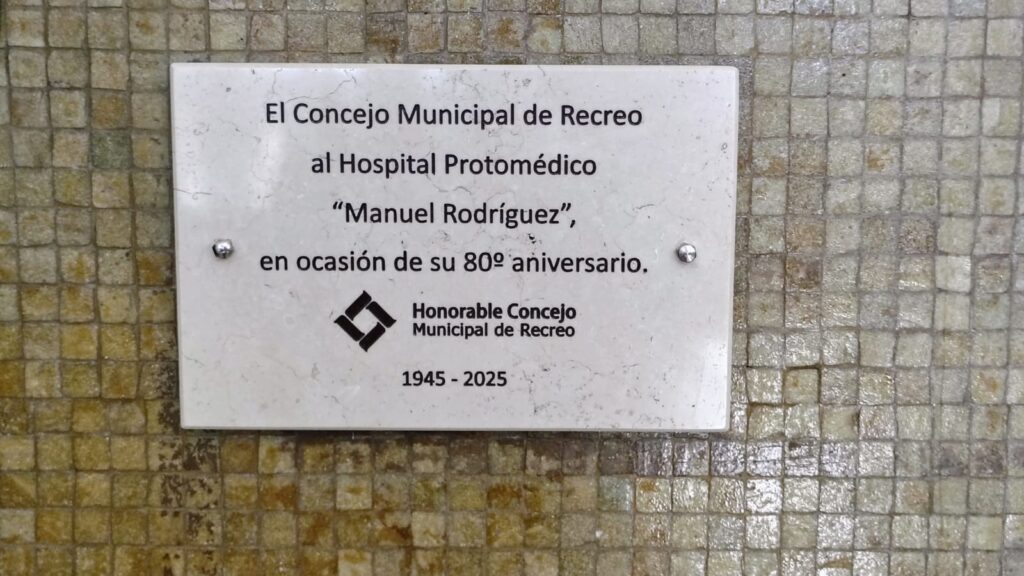 El Concejo Municipal de Recreo
al Hospital Protomédico
“Manuel Rodríguez”,
en ocasión de su 80º aniversario.
Honorable Concejo
Municipal de Recreo
1945 - 2025